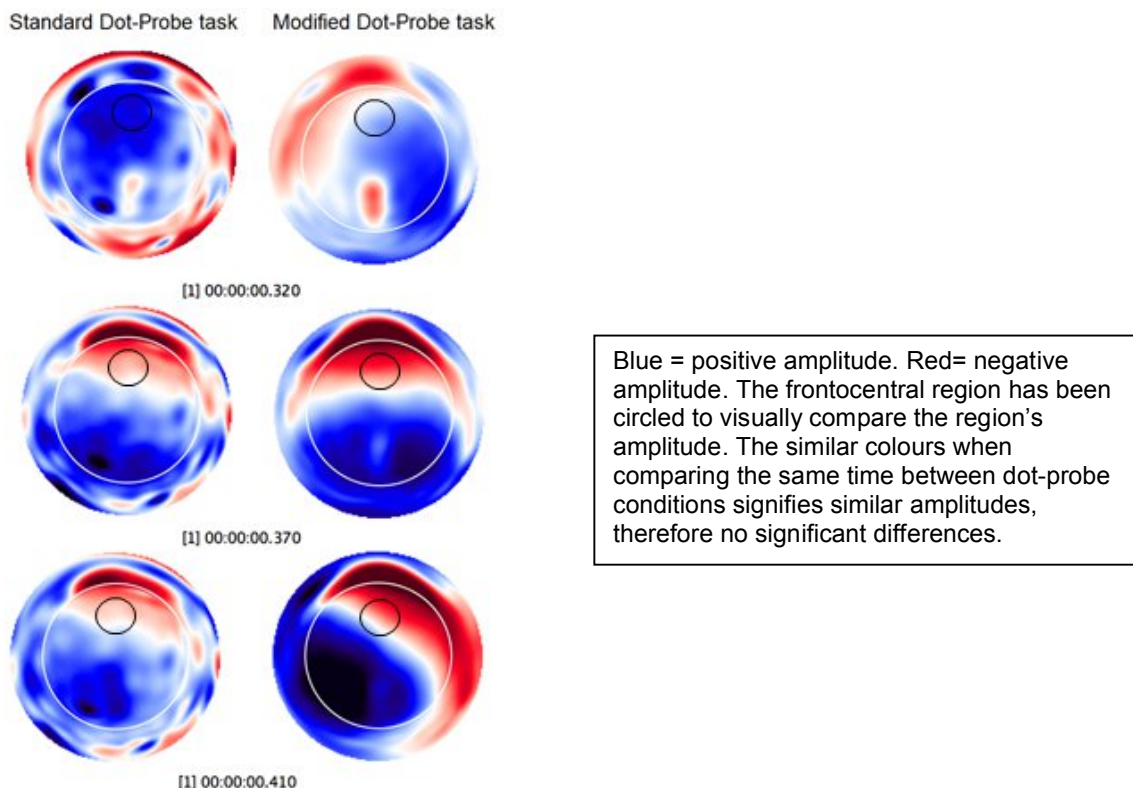 Standard Dot-Probe task Modified Dot-Probe task
[1] 00:00:00.320
[1] 00:00:00.370
[1] 00:00:00.410
Blue = positive amplitude. Red= negative
amplitude. The frontocentral region has been
circled to visually compare the region’s
amplitude. The similar colours when
comparing the same time between dot-probe
conditions signifies similar amplitudes,
therefore no significant differences.